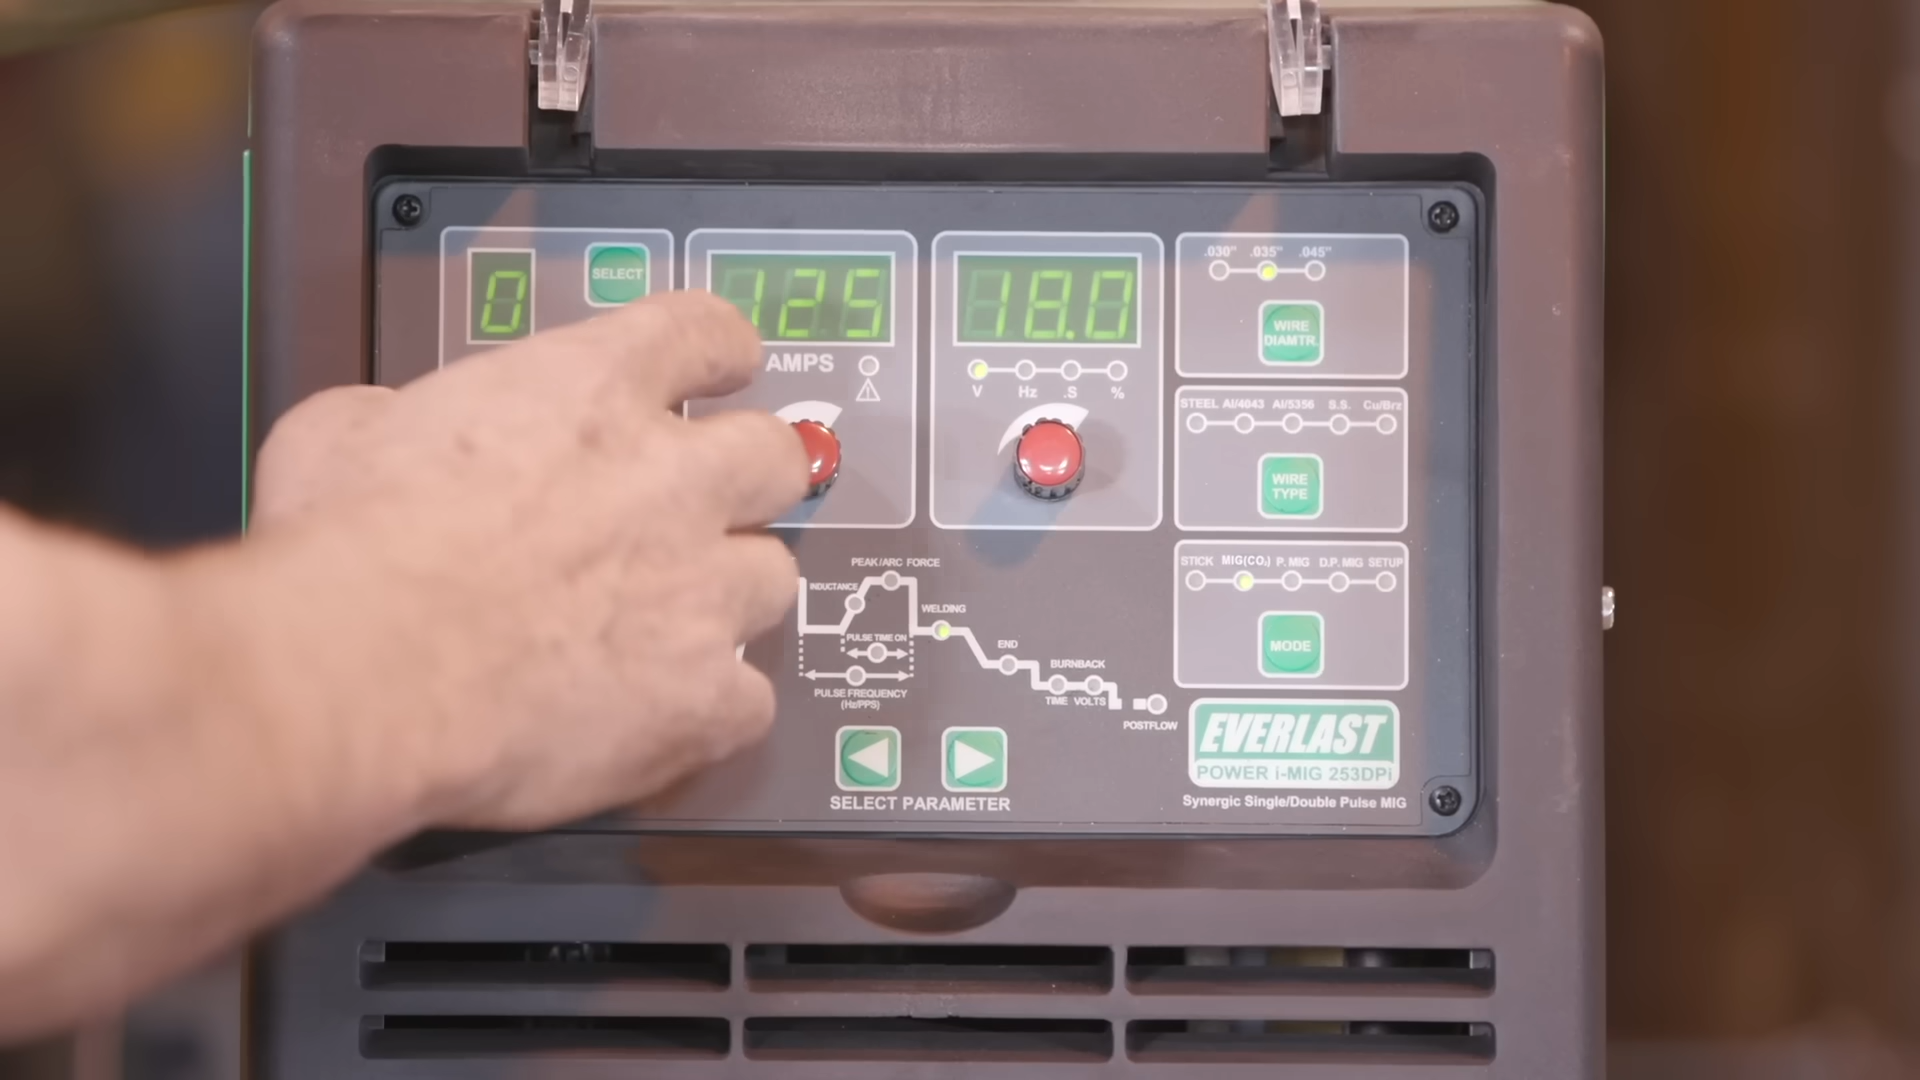 0
SELECT
125
AMPS
18.0
V Hz .S %
.030" .035" .045"
WIRE
DIAMTR.
STEEL Al/4043 Al/5356 S.S. Cu/Brz
WIRE
TYPE
STICK MIG(CO₂) P. MIG D.P. MIG SETUP
MODE
PEAK/ARC FORCE
INDUCTANCE
WELDING
PULSE TIME ON
END
BURNBACK
TIME VOLTS
PULSE FREQUENCY
(Hz/PPS)
POSTFLOW
SELECT PARAMETER
EVERLAST
POWER i-MIG 253DPi
Synergic Single/Double Pulse MIG